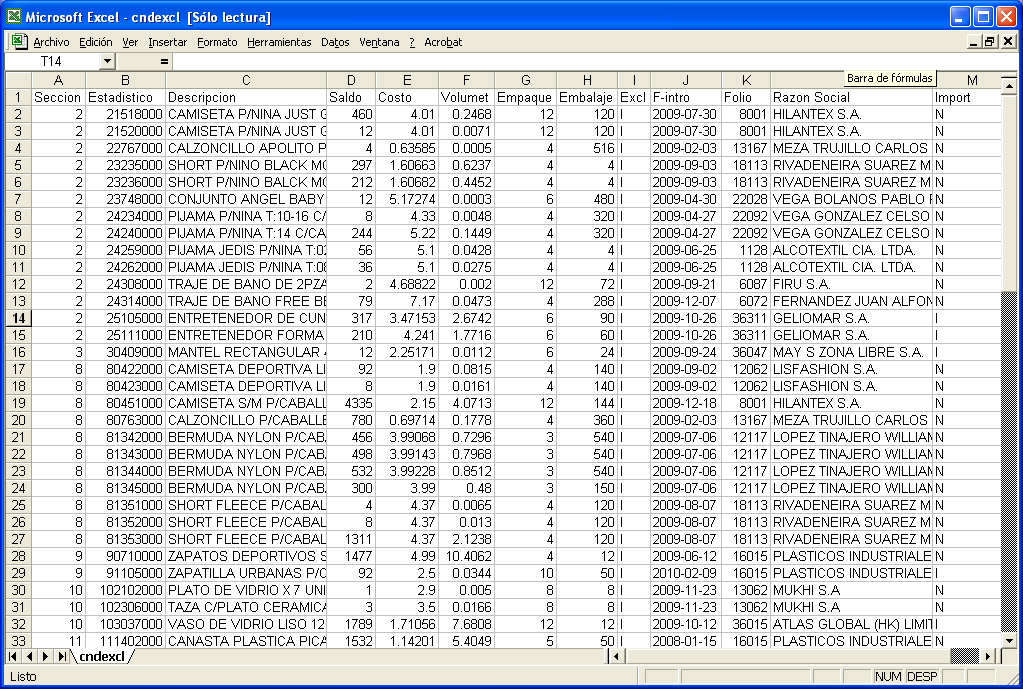 Microsoft Excel - cndexcl [Sólo lectura]
Archivo Edición Ver Insertar Formato Herramientas Datos Ventana ? Acrobat
T14 =
Barra de fórmulas
A B C D E F G H I J K M
1 Seccion Estadistico Descripcion Saldo Costo Volumet Empaque Embalaje Excl F-intro Folio Razon Social Import
2 2 21518000 CAMISETA P/NINA JUST G 460 4.01 0.2468 12 120 I 2009-07-30 8001 HILANTEX S.A. N
3 2 21520000 CAMISETA P/NINA JUST G 12 4.01 0.0071 12 120 I 2009-07-30 8001 HILANTEX S.A. N
4 2 22767000 CALZONCILLO APOLITO P 4 0.63585 0.0005 4 516 I 2009-02-03 13167 MEZA TRUJILLO CARLOS N
5 2 23235000 SHORT P/NINO BLACK MO 297 1.60663 0.6237 4 4 I 2009-09-03 18113 RIVADENEIRA SUAREZ M N
6 2 23236000 SHORT P/NINO BALCK MO 212 1.60682 0.4452 4 4 I 2009-09-03 18113 RIVADENEIRA SUAREZ M N
7 2 23748000 CONJUNTO ANGEL BABY 12 5.17274 0.0003 6 480 I 2009-04-30 22028 VEGA BOLANOS PABLO F N
8 2 24234000 PIJAMA P/NINA T:10-16 C/ 8 4.33 0.0048 4 320 I 2009-04-27 22092 VEGA GONZALEZ CELSO N
9 2 24240000 PIJAMA P/NINA T:14 C/CA 244 5.22 0.1449 4 320 I 2009-04-27 22092 VEGA GONZALEZ CELSO N
10 2 24259000 PIJAMA JEDIS P/NINA T:02 56 5.1 0.0428 4 4 I 2009-06-25 1128 ALCOTEXTIL CIA. LTDA. N
11 2 24262000 PIJAMA JEDIS P/NINA T:08 36 5.1 0.0275 4 4 I 2009-06-25 1128 ALCOTEXTIL CIA. LTDA. N
12 2 24308000 TRAJE DE BANO DE 2PZA 2 4.68822 0.002 12 72 I 2009-09-21 6087 FIRU S.A. N
13 2 24314000 TRAJE DE BANO FREE BE 79 7.17 0.0473 4 288 I 2009-12-07 6072 FERNANDEZ JUAN ALFON N
14 2 25105000 ENTRETENEDOR DE CUN 317 3.47153 2.6742 6 90 I 2009-10-26 36311 GELIOMAR S.A. I
15 2 25111000 ENTRETENEDOR FORMA 210 4.241 1.7716 6 60 I 2009-10-26 36311 GELIOMAR S.A. I
16 3 30409000 MANTEL RECTANGULAR 4 12 2.25171 0.0112 6 24 I 2009-09-24 36047 MAY S ZONA LIBRE S.A. I
17 8 80422000 CAMISETA DEPORTIVA LI 92 1.9 0.0815 4 140 I 2009-09-02 12062 LISFASHION S.A. N
18 8 80423000 CAMISETA DEPORTIVA LI 8 1.9 0.0161 4 140 I 2009-09-02 12062 LISFASHION S.A. N
19 8 80451000 CAMISETA S/M P/CABALL 4335 2.15 4.0713 12 144 I 2009-12-18 8001 HILANTEX S.A. N
20 8 80763000 CALZONCILLO P/CABALLE 780 0.69714 0.1778 4 360 I 2009-02-03 13167 MEZA TRUJILLO CARLOS N
21 8 81342000 BERMUDA NYLON P/CAB 456 3.99068 0.7296 3 540 I 2009-07-06 12117 LOPEZ TINAJERO WILLIAN N
22 8 81343000 BERMUDA NYLON P/CAB 498 3.99143 0.7968 3 540 I 2009-07-06 12117 LOPEZ TINAJERO WILLIAN N
23 8 81344000 BERMUDA NYLON P/CAB 532 3.99228 0.8512 3 540 I 2009-07-06 12117 LOPEZ TINAJERO WILLIAN N
24 8 81345000 BERMUDA NYLON P/CAB 300 3.99 0.48 3 150 I 2009-07-06 12117 LOPEZ TINAJERO WILLIAN N
25 8 81351000 SHORT FLEECE P/CABAL 4 4.37 0.0065 4 120 I 2009-08-07 18113 RIVADENEIRA SUAREZ M N
26 8 81352000 SHORT FLEECE P/CABAL 8 4.37 0.013 4 120 I 2009-08-07 18113 RIVADENEIRA SUAREZ M N
27 8 81353000 SHORT FLEECE P/CABAL 1311 4.37 2.1238 4 120 I 2009-08-07 18113 RIVADENEIRA SUAREZ M N
28 9 90710000 ZAPATOS DEPORTIVOS S 1477 4.99 10.4062 4 12 I 2009-06-12 16015 PLASTICOS INDUSTRIALE N
29 9 91105000 ZAPATILLA URBANAS P/C 92 2.5 0.0344 10 50 I 2010-02-09 16015 PLASTICOS INDUSTRIALE I
30 10 102102000 PLATO DE VIDRIO X 7 UNI 1 2.9 0.005 8 8 I 2009-11-23 13062 MUKHI S.A N
31 10 102306000 TAZA C/PLATO CERAMICA 3 3.5 0.0166 8 8 I 2009-11-23 13062 MUKHI S.A N
32 10 103037000 VASO DE VIDRIO LISO 12 1789 1.71056 7.6808 12 12 I 2009-10-12 36015 ATLAS GLOBAL (HK) LIMIT I
33 11 111402000 CANASTA PLASTICA PICA 1532 1.14201 5.4049 5 50 I 2008-01-15 16015 PLASTICOS INDUSTRIALE N
cndexcl
Listo NUM DESP